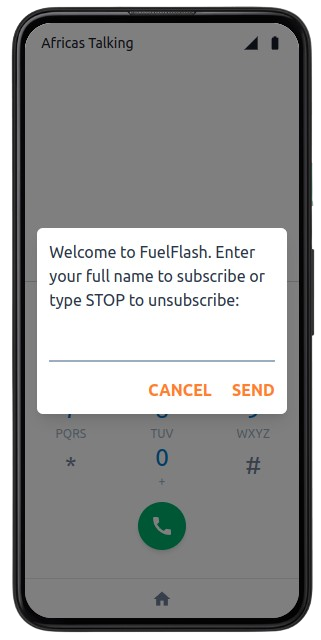 Africas Talking
Welcome to FuelFlash. Enter
your full name to subscribe or
type STOP to unsubscribe:
CANCEL SEND
PQRS TUV WXYZ
* 0 #
+